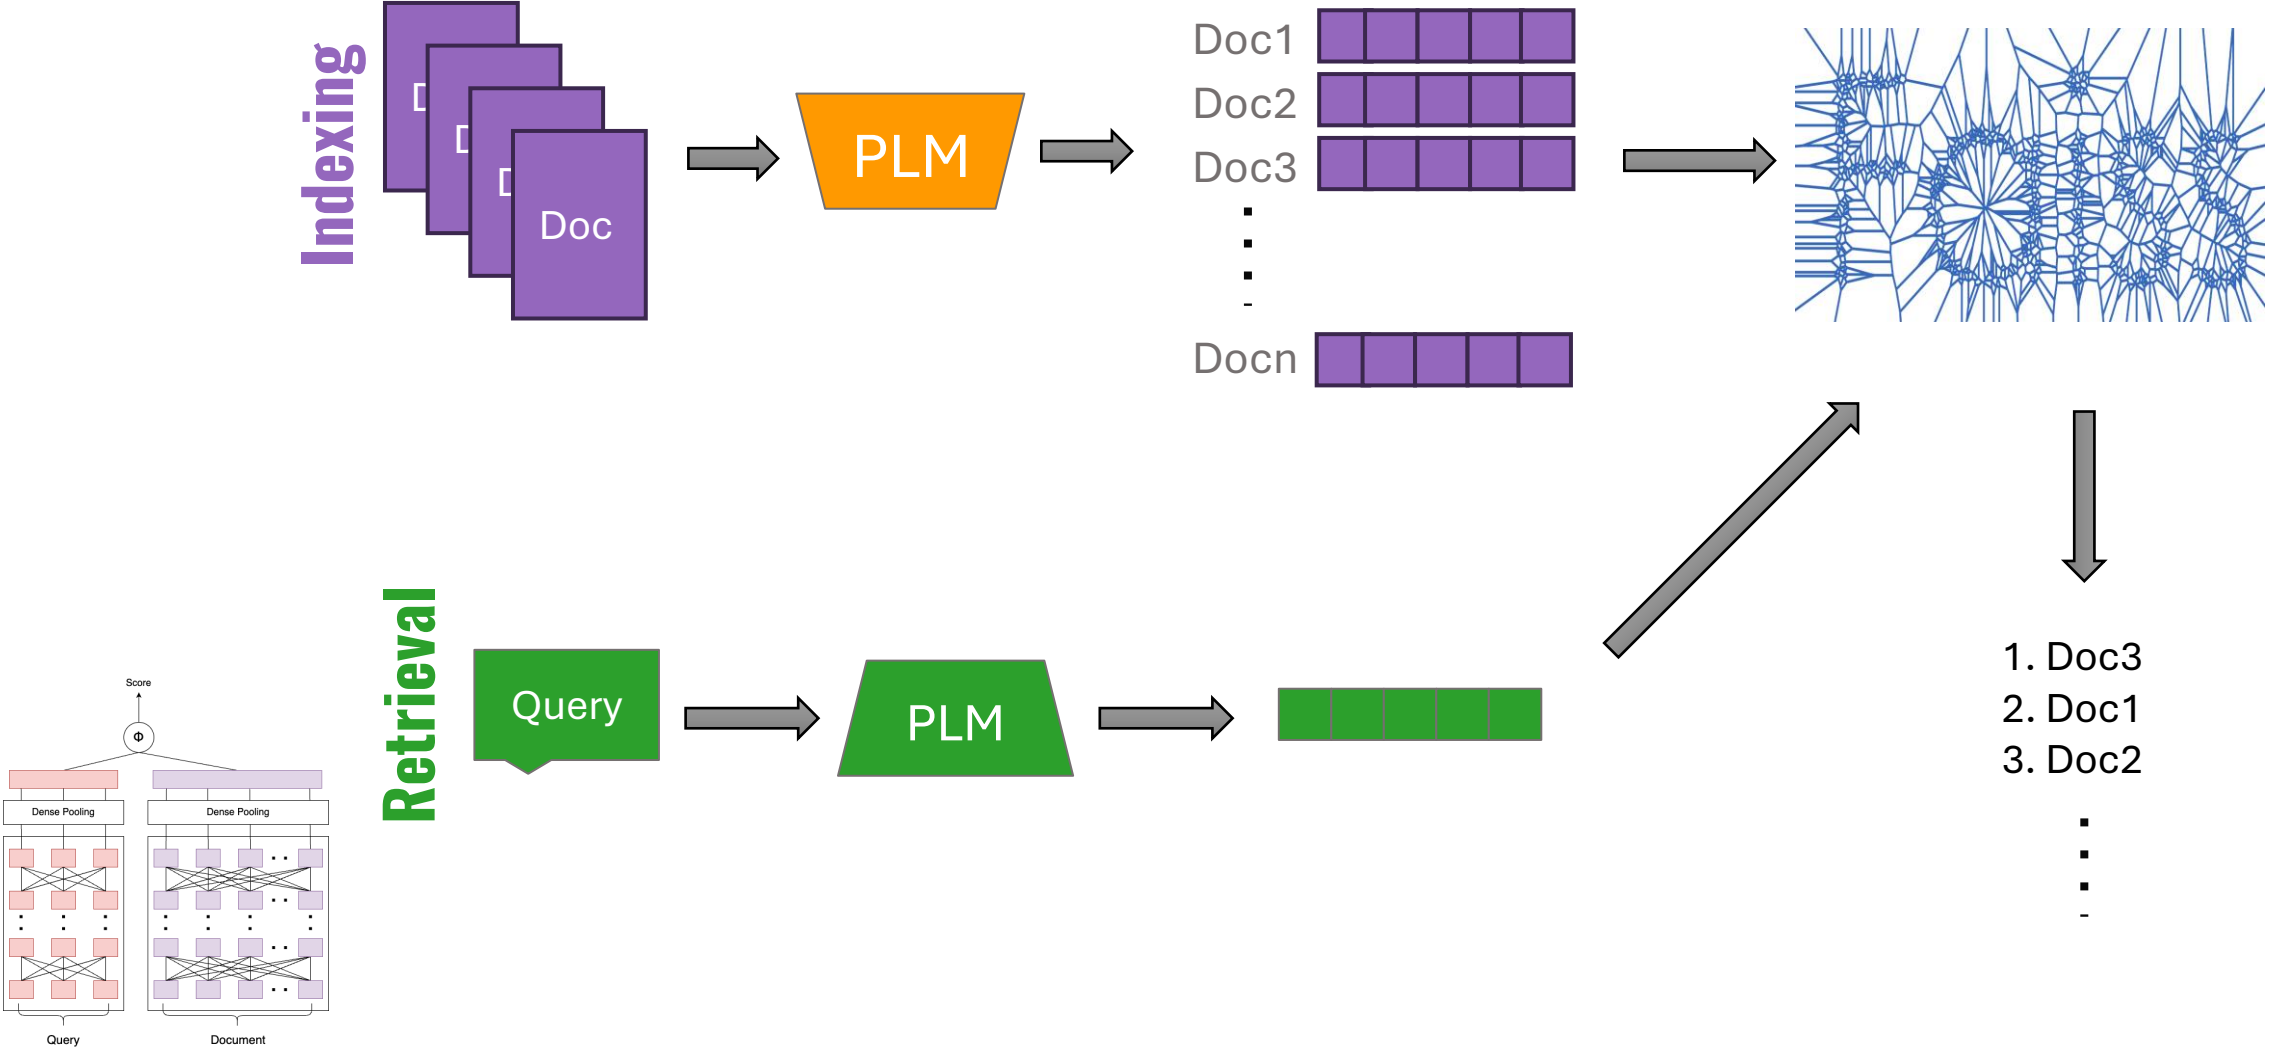 Indexing
D
D
D
Doc
PLM
Doc1
Doc2
Doc3
Docn
Retrieval
Query
PLM
1. Doc3
2. Doc1
3. Doc2
Score
Φ
Dense Pooling
Dense Pooling
Query
Document